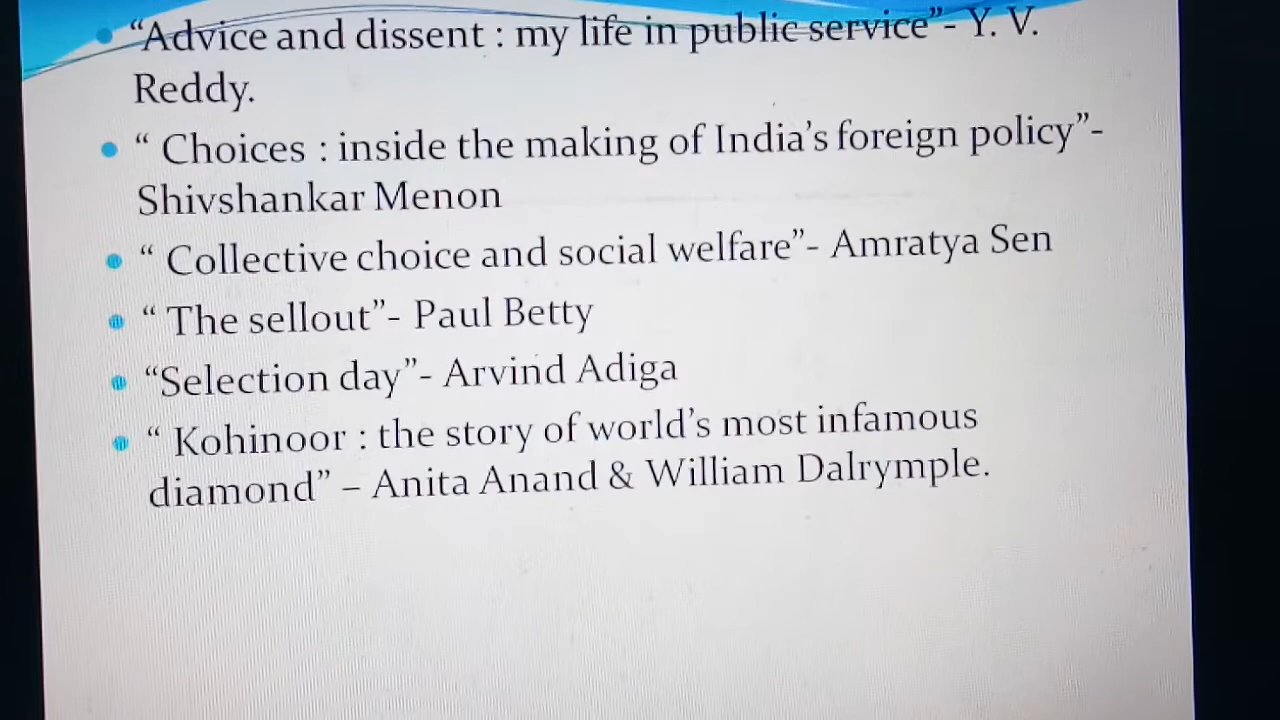 “Advice and dissent : my life in public service”- Y. V.
Reddy.
“ Choices : inside the making of India’s foreign policy”-
Shivshankar Menon
“ Collective choice and social welfare”- Amratya Sen
“ The sellout”- Paul Betty
“Selection day”- Arvind Adiga
“ Kohinoor : the story of world’s most infamous
diamond” – Anita Anand & William Dalrymple.